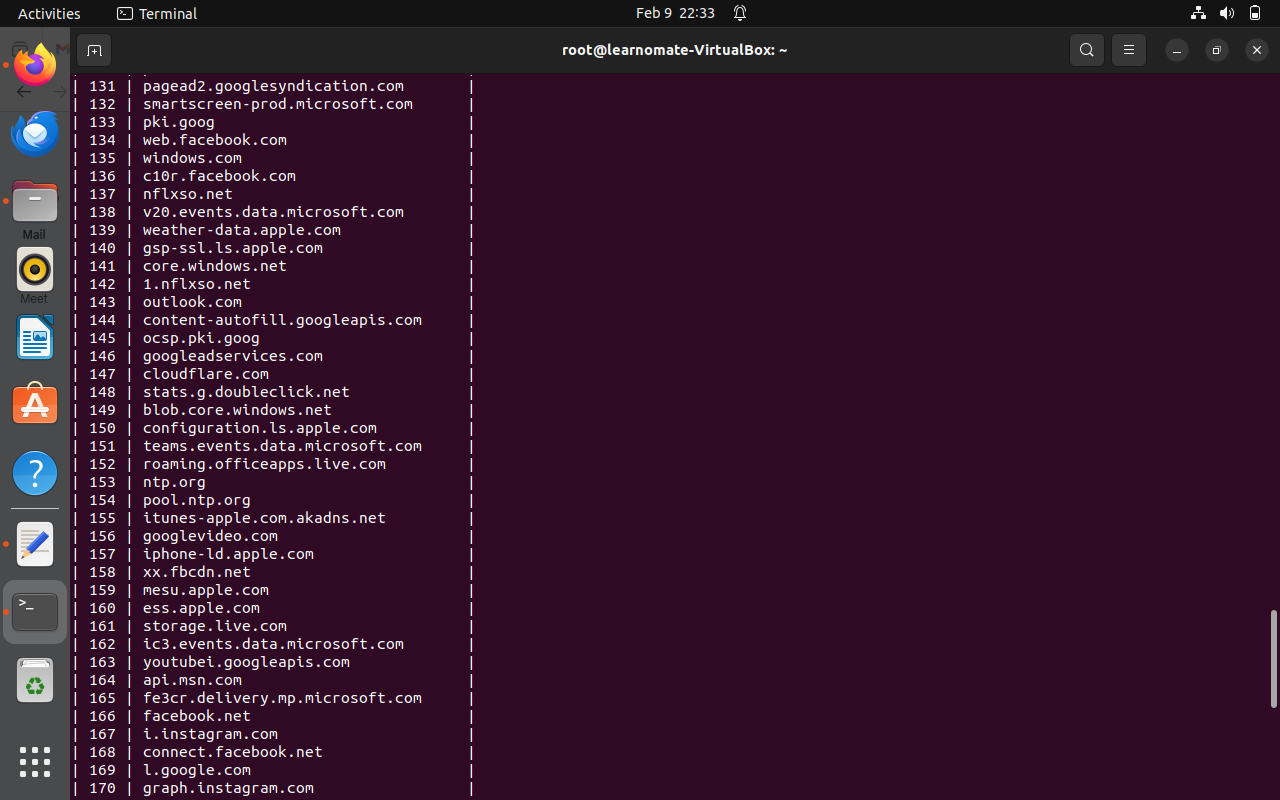 Activities
Terminal
Feb 9 22:33
root@learnomate-VirtualBox: ~
Mail
Meet
| 131 | pagead2.googlesyndication.com |
| 132 | smartscreen-prod.microsoft.com |
| 133 | pki.goog |
| 134 | web.facebook.com |
| 135 | windows.com |
| 136 | c10r.facebook.com |
| 137 | nflxso.net |
| 138 | v20.events.data.microsoft.com |
| 139 | weather-data.apple.com |
| 140 | gsp-ssl.ls.apple.com |
| 141 | core.windows.net |
| 142 | 1.nflxso.net |
| 143 | outlook.com |
| 144 | content-autofill.googleapis.com |
| 145 | ocsp.pki.goog |
| 146 | googleadservices.com |
| 147 | cloudflare.com |
| 148 | stats.g.doubleclick.net |
| 149 | blob.core.windows.net |
| 150 | configuration.ls.apple.com |
| 151 | teams.events.data.microsoft.com |
| 152 | roaming.officeapps.live.com |
| 153 | ntp.org |
| 154 | pool.ntp.org |
| 155 | itunes-apple.com.akadns.net |
| 156 | googlevideo.com |
| 157 | iphone-ld.apple.com |
| 158 | xx.fbcdn.net |
| 159 | mesu.apple.com |
| 160 | ess.apple.com |
| 161 | storage.live.com |
| 162 | ic3.events.data.microsoft.com |
| 163 | youtubei.googleapis.com |
| 164 | api.msn.com |
| 165 | fe3cr.delivery.mp.microsoft.com |
| 166 | facebook.net |
| 167 | i.instagram.com |
| 168 | connect.facebook.net |
| 169 | l.google.com |
| 170 | graph.instagram.com |